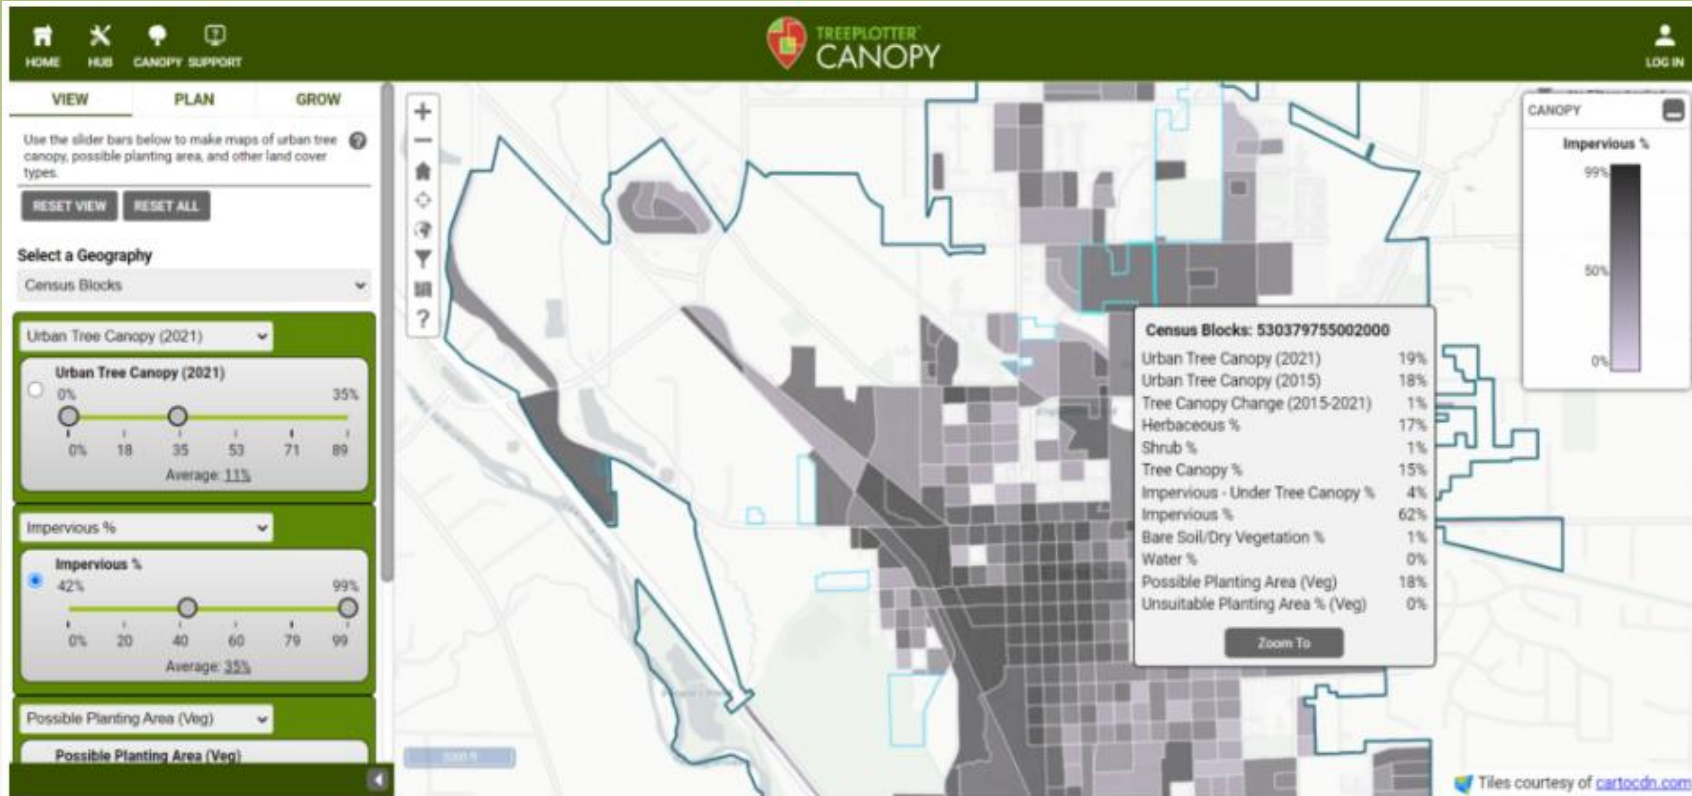 HOME HUB CANOPY SUPPORT
TREEPLOTTER
CANOPY
LOG IN
VIEW PLAN GROW
Use the slider bars below to make maps of urban tree
canopy, possible planting area, and other land cover
types.
?
RESET VIEW RESET ALL
Select a Geography
Census Blocks
Urban Tree Canopy (2021)
Urban Tree Canopy (2021)
0% 35%
0% 18 35 53 71 89
Average: 11%
Impervious %
Impervious %
42% 99%
0% 20 40 60 79 99
Average: 35%
Possible Planting Area (Veg)
Possible Planting Area (Veg)
+
−
?
CANOPY
Impervious %
99%
50%
0%
Census Blocks: 530379755002000
Urban Tree Canopy (2021) 19%
Urban Tree Canopy (2015) 18%
Tree Canopy Change (2015-2021) 1%
Herbaceous % 17%
Shrub % 1%
Tree Canopy % 15%
Impervious - Under Tree Canopy % 4%
Impervious % 62%
Bare Soil/Dry Vegetation % 1%
Water % 0%
Possible Planting Area (Veg) 18%
Unsuitable Planting Area % (Veg) 0%
Zoom To
Tiles courtesy of cartocdn.com